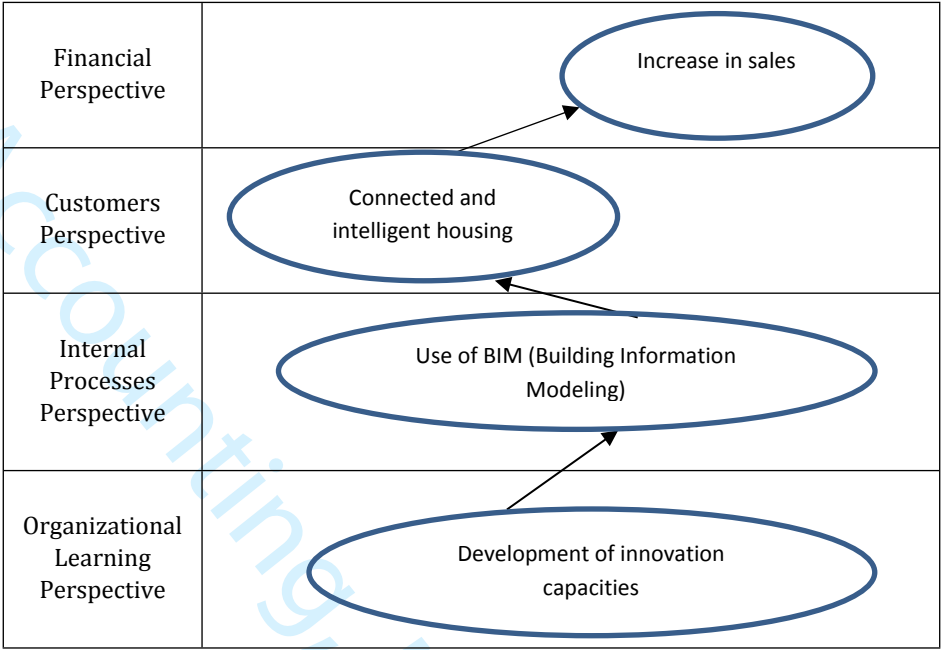 Financial
Perspective
Increase in sales
Customers
Perspective
Connected and
intelligent housing
Internal
Processes
Perspective
Use of BIM (Building Information
Modeling)
Organizational
Learning
Perspective
Development of innovation
capacities
Accounting,